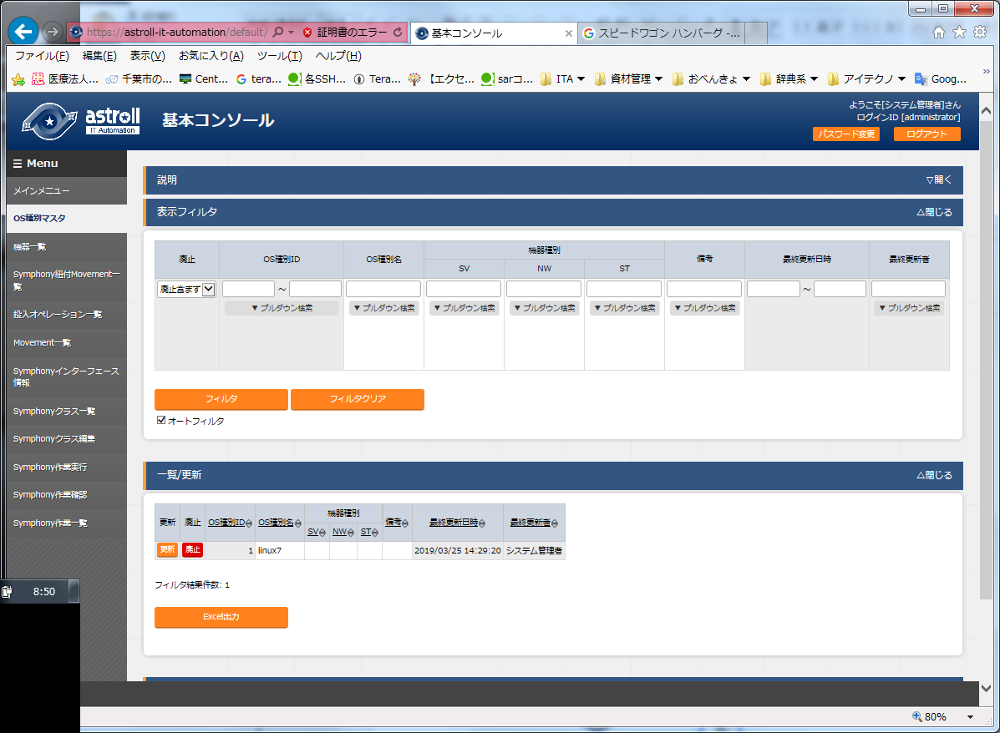 https://astroll-it-automation/default/ 証明書のエラー 基本コンソール スピードワゴン ハンバーグ -...
ファイル(F) 編集(E) 表示(V) お気に入り(A) ツール(T) ヘルプ(H)
医療法人... 千葉市の... Cent... tera... 各SSH... Tera... 【エクセ... sarコ... ITA 資材管理 おべんきょ 辞典系 アイテクノ Goog... »
astroll
IT Automation
基本コンソール
ようこそ[システム管理者]さん
ログインID [administrator]
パスワード変更 ログアウト
Menu
メインメニュー
OS種別マスタ
機器一覧
Symphony紐付Movement一
覧
投入オペレーション一覧
Movement一覧
Symphonyインターフェース
情報
Symphonyクラス一覧
Symphonyクラス編集
Symphony作業実行
Symphony作業確認
Symphony作業一覧
説明 ▽開く
表示フィルタ △閉じる
廃止 OS種別ID OS種別名 機器種別 備考 最終更新日時 最終更新者
SV NW ST
廃止含まず ~ ~
▼プルダウン検索 ▼プルダウン検索 ▼プルダウン検索 ▼プルダウン検索 ▼プルダウン検索 ▼プルダウン検索 ▼プルダウン検索
フィルタ フィルタクリア
オートフィルタ
一覧/更新 △閉じる
更新 廃止 OS種別ID OS種別名 機器種別 備考 最終更新日時 最終更新者
SV NW ST
更新 廃止 1 linux7 2019/03/25 14:29:20 システム管理者
フィルタ結果件数: 1
Excel出力
8:50
80%